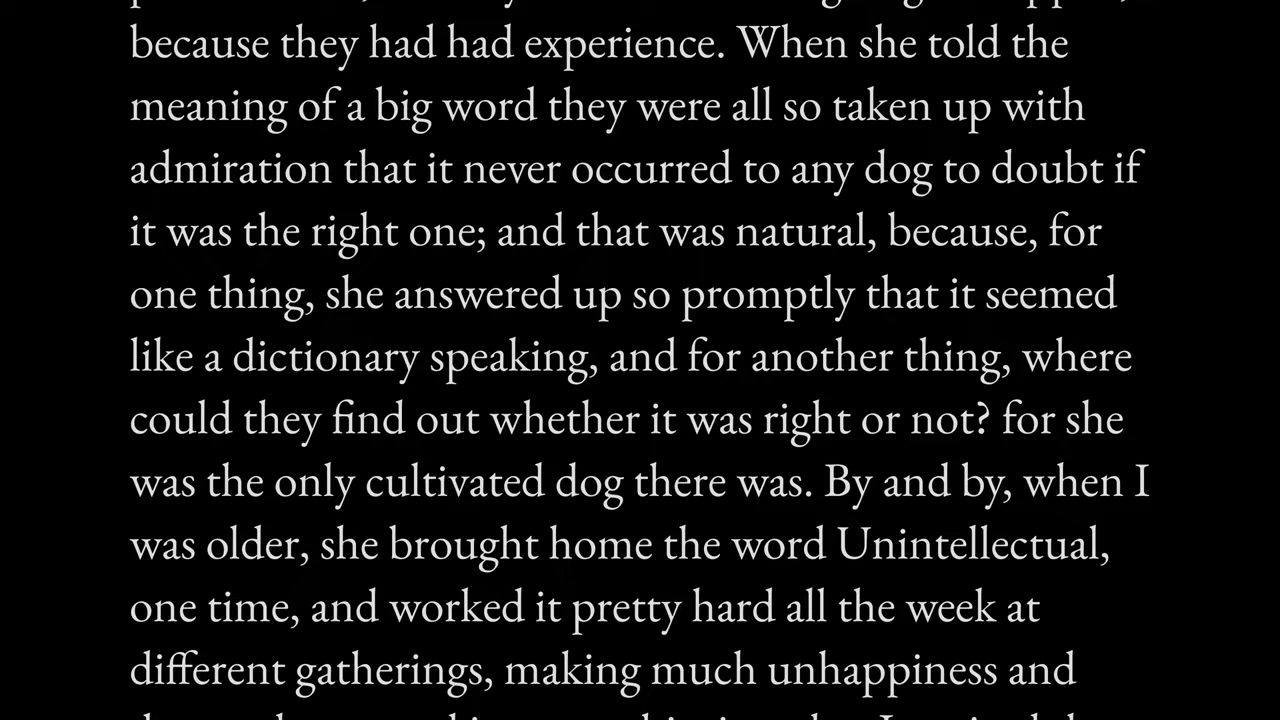 because they had had experience. When she told the
meaning of a big word they were all so taken up with
admiration that it never occurred to any dog to doubt if
it was the right one; and that was natural, because, for
one thing, she answered up so promptly that it seemed
like a dictionary speaking, and for another thing, where
could they find out whether it was right or not? for she
was the only cultivated dog there was. By and by, when I
was older, she brought home the word Unintellectual,
one time, and worked it pretty hard all the week at
different gatherings, making much unhappiness and